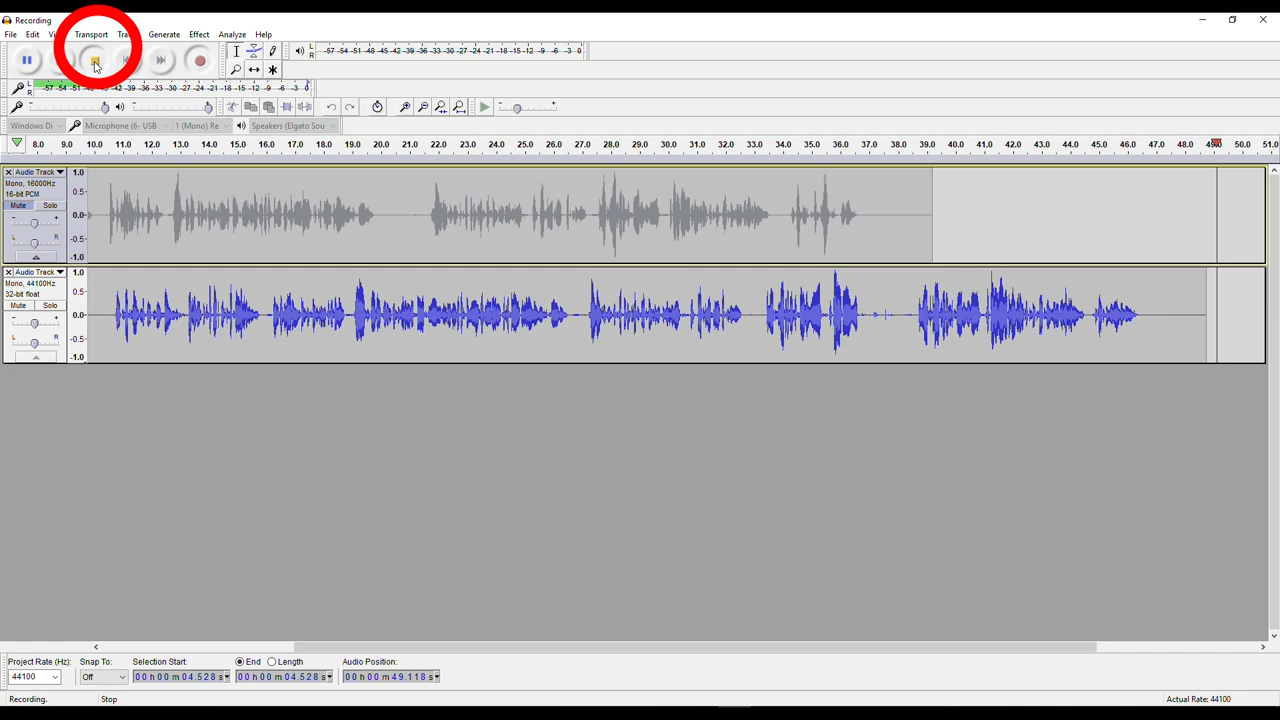 Recording
File Edit Vi Transport Tra Generate Effect Analyze Help
L
R
-57 -54 -51 -48 -45 -42 -39 -36 -33 -30 -27 -24 -21 -18 -15 -12 -9 -6 -3 0
L
R
-57 -54 -51 -42 -39 -36 -33 -30 -27 -24 -21 -18 -15 -12 -9 -6 -3 0
- + - + - +
Windows Di Microphone (6- USB 1 (Mono) Re Speakers (Elgato Sou
8.0 9.0 10.0 11.0 12.0 13.0 14.0 15.0 16.0 17.0 18.0 19.0 20.0 21.0 22.0 23.0 24.0 25.0 26.0 27.0 28.0 29.0 30.0 31.0 32.0 33.0 34.0 35.0 36.0 37.0 38.0 39.0 40.0 41.0 42.0 43.0 44.0 45.0 46.0 47.0 48.0 50.0 51.0
Audio Track 1.0
Mono, 16000Hz
16-bit PCM 0.5
Mute Solo
- + 0.0
L R -0.5
-1.0
Audio Track 1.0
Mono, 44100Hz
32-bit float 0.5
Mute Solo
- + 0.0
L R -0.5
-1.0
Project Rate (Hz): Snap To: Selection Start: End Length Audio Position:
44100 Off 00 h 00 m 04.528 s 00 h 00 m 04.528 s 00 h 00 m 49.118 s
Recording. Stop Actual Rate: 44100